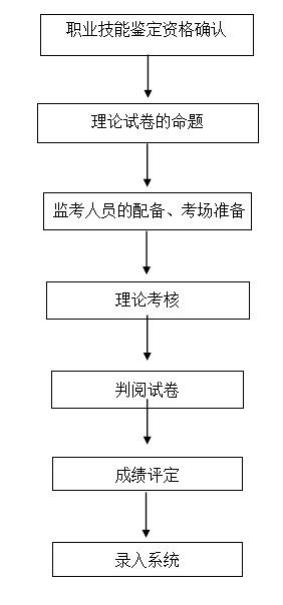 职业技能鉴定资格确认
理论试卷的命题
监考人员的配备、考场准备
理论考核
判阅试卷
成绩评定
录入系统